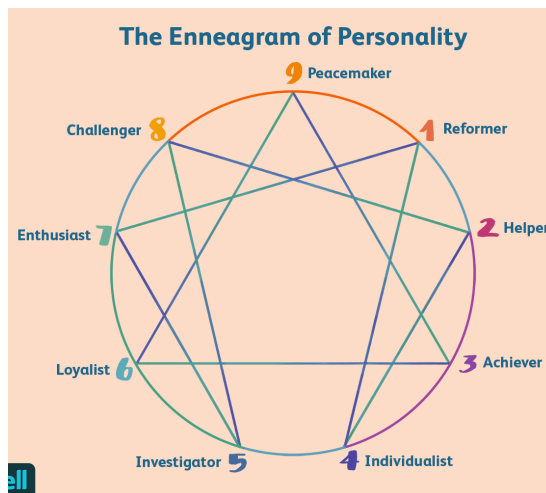 The Enneagram of Personality
9 Peacemaker
Challenger 8
1 Reformer
Enthusiast 7
2 Helper
Loyalist 6
3 Achiever
Investigator 5
4 Individualist
ell